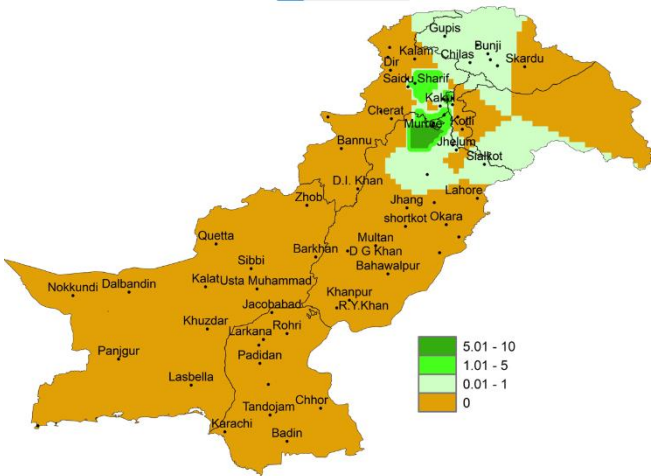 Gupis
Bunji
Kalam
Chilas
Skardu
Dir
Saidu Sharif
Kakul
Cherat
Murree
Kotli
Bannu
Jhelum
Sialkot
D.I. Khan
Zhob
Lahore
Jhang
shortkot
Okara
Quetta
Multan
Barkhan
D G Khan
Sibbi
Bahawalpur
Kalat
Usta Muhammad
Nokkundi
Dalbandin
Khanpur
Jacobabad
R.Y.Khan
Khuzdar
Rohri
Larkana
Panjgur
Padidan
Lasbella
Tandojam
Chhor
Karachi
Badin
5.01 - 10
1.01 - 5
0.01 - 1
0